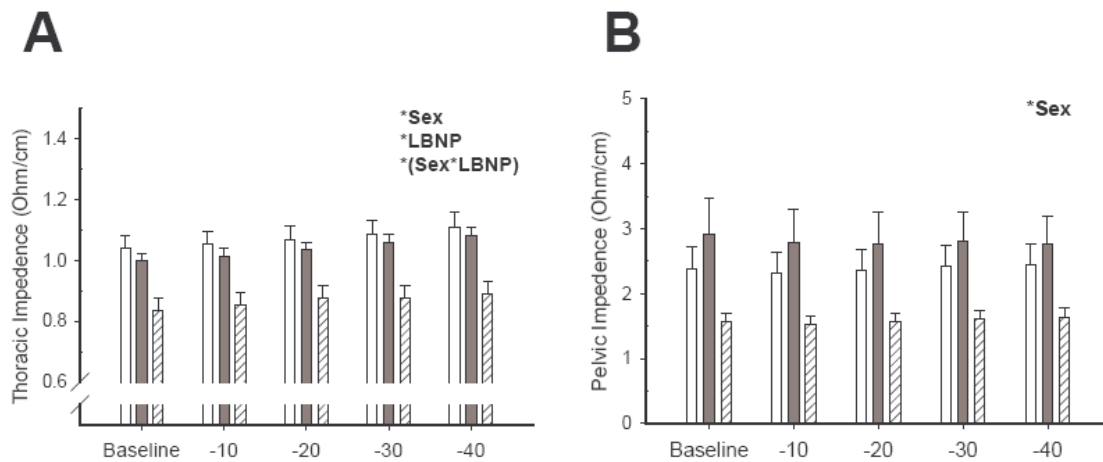 A
B
*Sex
*LBNP
*(Sex*LBNP)
Thoracic Impedence (Ohm/cm)
1.4
1.2
1.0
0.8
0.6
Baseline -10 -20 -30 -40
*Sex
Pelvic Impedence (Ohm/cm)
5
4
3
2
1
0
Baseline -10 -20 -30 -40